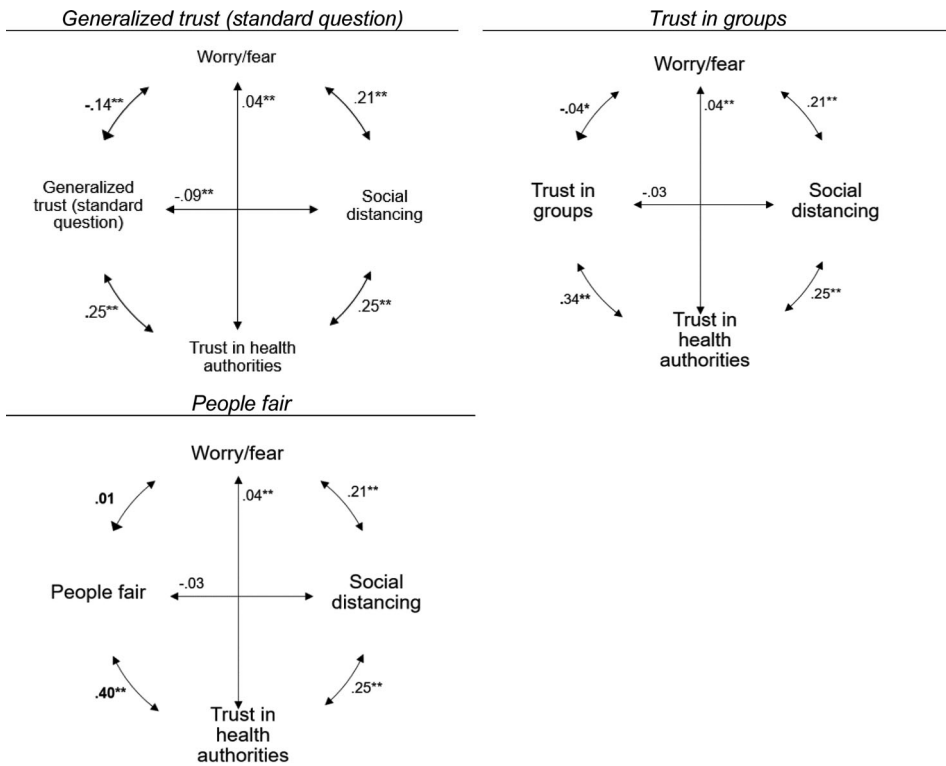 Generalized trust (standard question)
Worry/fear
-.14**
.04**
.21**
Generalized
trust (standard
question)
-.09**
Social
distancing
.25**
.25**
Trust in health
authorities
Trust in groups
Worry/fear
-.04*
.04**
.21**
Trust in
groups
-.03
Social
distancing
.34**
.25**
Trust in
health
authorities
People fair
Worry/fear
.01
.04**
.21**
People fair
-.03
Social
distancing
.40**
.25**
Trust in
health
authorities